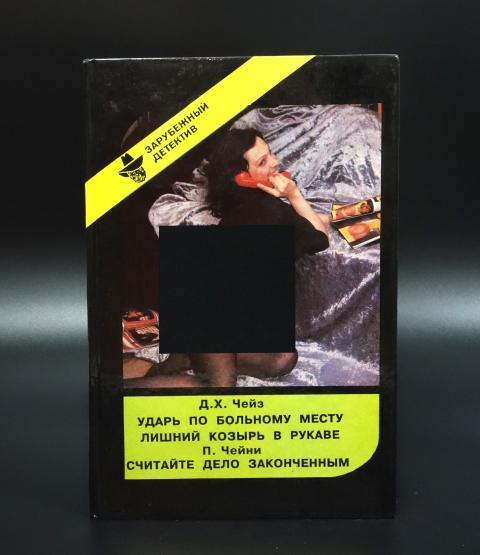 ЗАРУБЕЖНЫЙ
ДЕТЕКТИВ
Д.Х. Чейз
УДАРЬ ПО БОЛЬНОМУ МЕСТУ
ЛИШНИЙ КОЗЫРЬ В РУКАВЕ
П. Чейни
СЧИТАЙТЕ ДЕЛО ЗАКОНЧЕННЫМ